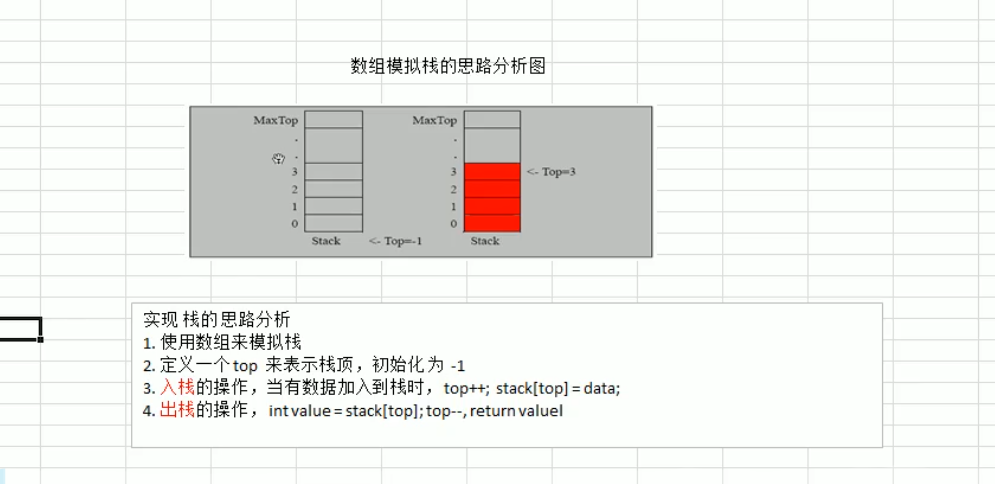 数组模拟栈的思路分析图
MaxTop
.
.
3
2
1
0
Stack
<- Top=-1
MaxTop
.
.
3
2
1
0
Stack
<- Top=3
实现 栈的思路分析
1. 使用数组来模拟栈
2. 定义一个top 来表示栈顶，初始化为 -1
3. 入栈的操作，当有数据加入到栈时，top++; stack[top] = data;
4. 出栈的操作， int value = stack[top]; top--, return value